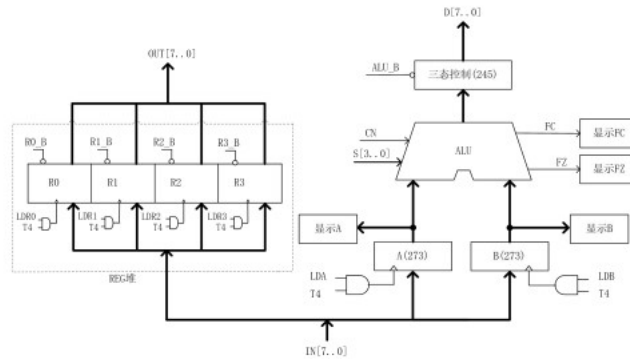 D[7..0]
OUT[7..0]
ALU_B
三态控制(245)
R0_B
R1_B
R2_B
R3_B
CN
S[3..0]
ALU
FC
显示FC
FZ
显示FZ
R0
R1
R2
R3
LDR0
T4
LDR1
T4
LDR2
T4
LDR3
T4
REG堆
显示A
显示B
A(273)
B(273)
LDA
T4
LDB
T4
IN[7..0]